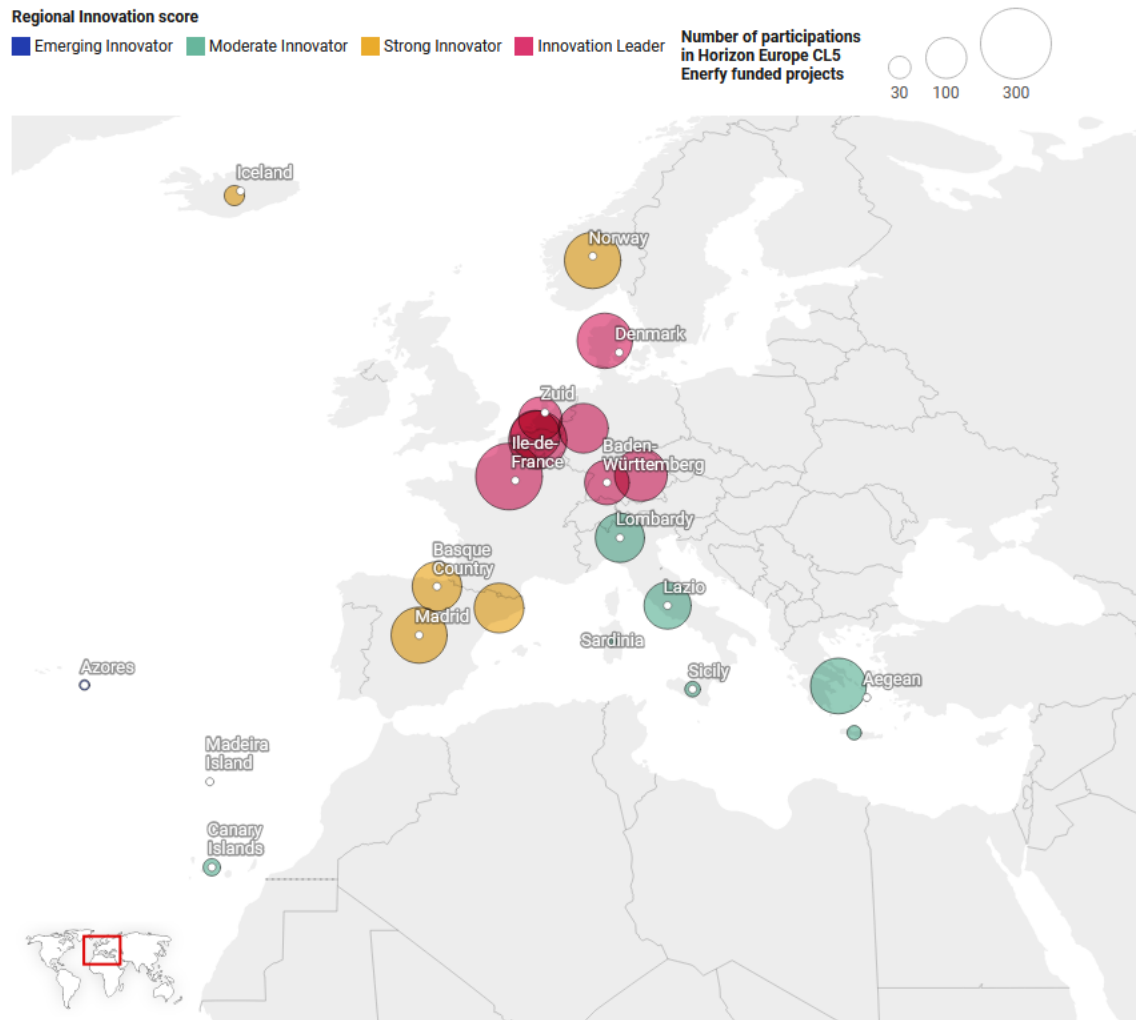 Regional Innovation score
Emerging Innovator
Moderate Innovator
Strong Innovator
Innovation Leader
Number of participations
in Horizon Europe CL5
Enerfy funded projects
30
100
300
Iceland
Norway
Denmark
Zuid
Ile-de-
France
Baden-
Württemberg
Lombardy
Basque
Country
Lazio
Madrid
Sardinia
Azores
Sicily
Aegean
Madeira
Island
Canary
Islands